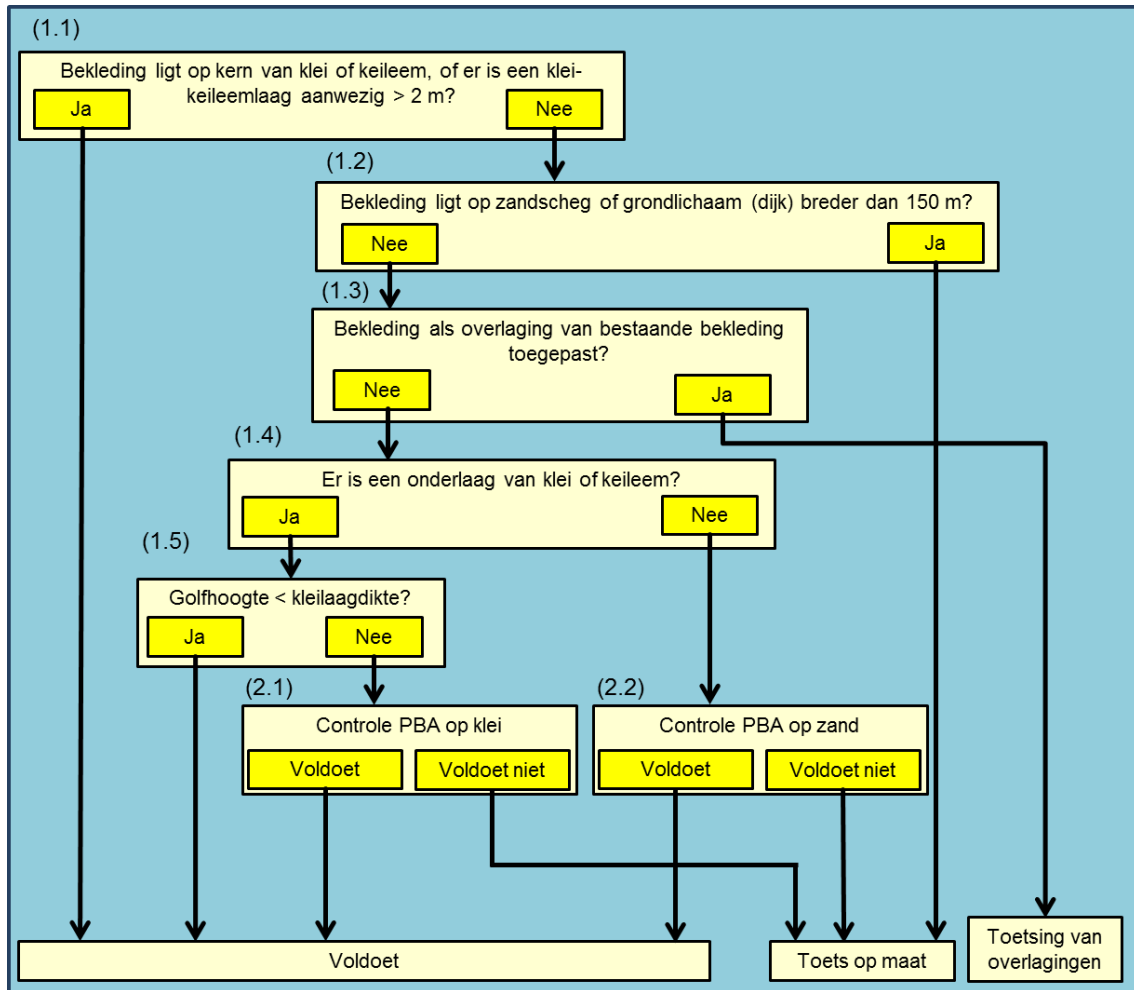 (1.1)
Bekleding ligt op kern van klei of keileem, of er is een klei-
keileemlaag aanwezig > 2 m?
Ja
Nee
(1.2)
Bekleding ligt op zandscheg of grondlichaam (dijk) breder dan 150 m?
Nee
Ja
(1.3)
Bekleding als overlaging van bestaande bekleding
toegepast?
Nee
Ja
(1.4)
Er is een onderlaag van klei of keileem?
Ja
Nee
(1.5)
Golfhoogte < kleilaagdikte?
Ja
Nee
(2.1)
Controle PBA op klei
Voldoet
Voldoet niet
(2.2)
Controle PBA op zand
Voldoet
Voldoet niet
Voldoet
Toets op maat
Toetsing van
overlagingen